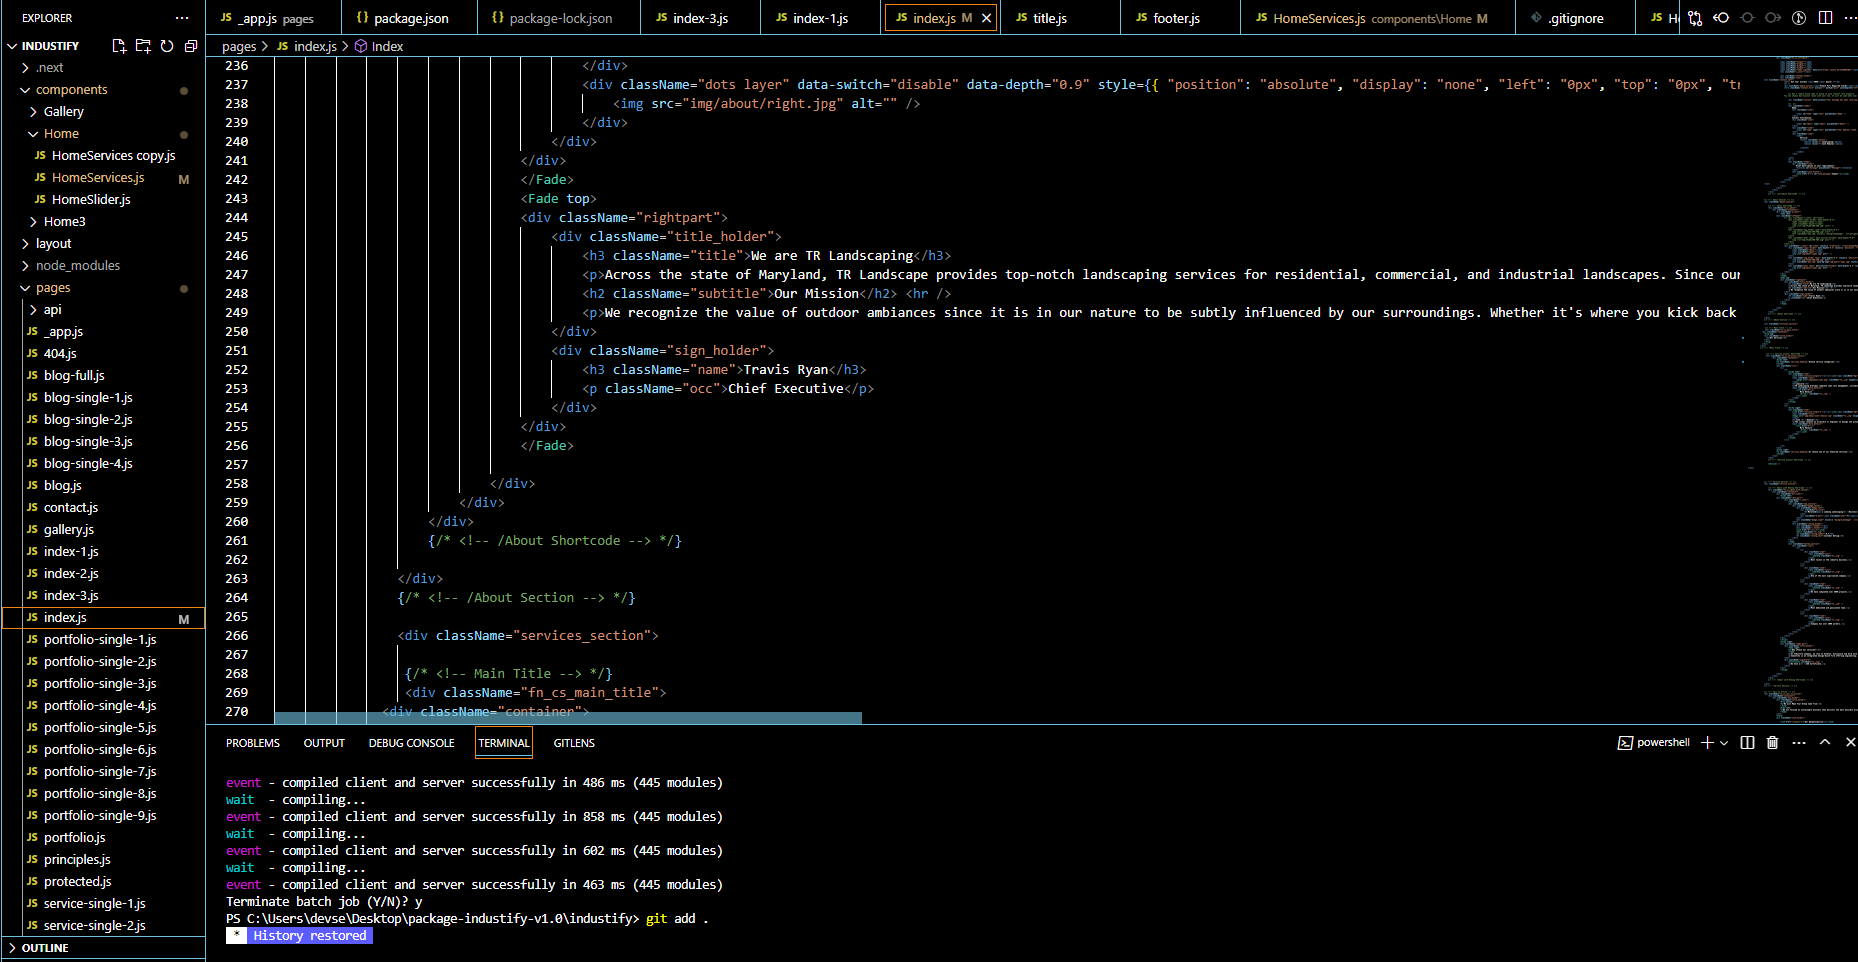 EXPLORER
INDUSTIFY
.next
components
Gallery
Home
JS HomeServices copy.js
JS HomeServices.js M
JS HomeSlider.js
Home3
layout
node_modules
pages
api
JS _app.js
JS 404.js
JS blog-full.js
JS blog-single-1.js
JS blog-single-2.js
JS blog-single-3.js
JS blog-single-4.js
JS blog.js
JS contact.js
JS gallery.js
JS index-1.js
JS index-2.js
JS index-3.js
JS index.js M
JS portfolio-single-1.js
JS portfolio-single-2.js
JS portfolio-single-3.js
JS portfolio-single-4.js
JS portfolio-single-5.js
JS portfolio-single-6.js
JS portfolio-single-7.js
JS portfolio-single-8.js
JS portfolio-single-9.js
JS portfolio.js
JS principles.js
JS protected.js
JS service-single-1.js
JS service-single-2.js
OUTLINE
JS _app.js pages {} package.json {} package-lock.json JS index-3.js JS index-1.js JS index.js M JS title.js JS footer.js JS HomeServices.js components\Home M .gitignore JS
pages > JS index.js > Index
236 </div>
237 <div className="dots layer" data-switch="disable" data-depth="0.9" style={{ "position": "absolute", "display": "none", "left": "0px", "top": "0px", "tr
238 <img src="img/about/right.jpg" alt="" />
239 </div>
240 </div>
241 </div>
242 </Fade>
243 <Fade top>
244 <div className="rightpart">
245 <div className="title_holder">
246 <h3 className="title">We are TR Landscaping</h3>
247 <p>Across the state of Maryland, TR Landscape provides top-notch landscaping services for residential, commercial, and industrial landscapes. Since our
248 <h2 className="subtitle">Our Mission</h2> <hr />
249 <p>We recognize the value of outdoor ambiances since it is in our nature to be subtly influenced by our surroundings. Whether it's where you kick back
250 </div>
251 <div className="sign_holder">
252 <h3 className="name">Travis Ryan</h3>
253 <p className="occ">Chief Executive</p>
254 </div>
255 </div>
256 </Fade>
257
258 </div>
259 </div>
260 </div>
261 {/* <!-- /About Shortcode --> */}
262
263 </div>
264 {/* <!-- /About Section --> */}
265
266 <div className="services_section">
267
268 {/* <!-- Main Title --> */}
269 <div className="fn_cs_main_title">
270 <div className="container">
PROBLEMS OUTPUT DEBUG CONSOLE TERMINAL GITLENS powershell
event - compiled client and server successfully in 486 ms (445 modules)
wait - compiling...
event - compiled client and server successfully in 858 ms (445 modules)
wait - compiling...
event - compiled client and server successfully in 602 ms (445 modules)
wait - compiling...
event - compiled client and server successfully in 463 ms (445 modules)
Terminate batch job (Y/N)? y
PS C:\Users\devse\Desktop\package-industify-v1.0\industify> git add .
* History restored